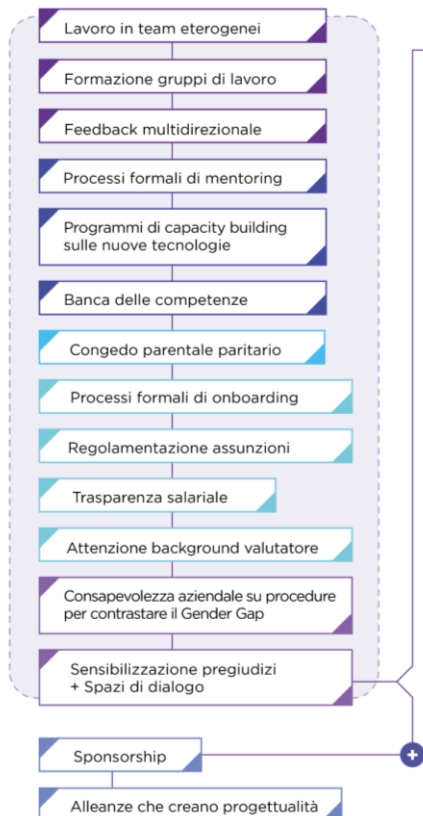 Lavoro in team eterogenei
Formazione gruppi di lavoro
Feedback multidirezionale
Processi formali di mentoring
Programmi di capacity building
sulle nuove tecnologie
Banca delle competenze
Congedo parentale paritario
Processi formali di onboarding
Regolamentazione assunzioni
Trasparenza salariale
Attenzione background valutatore
Consapevolezza aziendale su procedure
per contrastare il Gender Gap
Sensibilizzazione pregiudizi
+ Spazi di dialogo
Sponsorship
+
Alleanze che creano progettualità